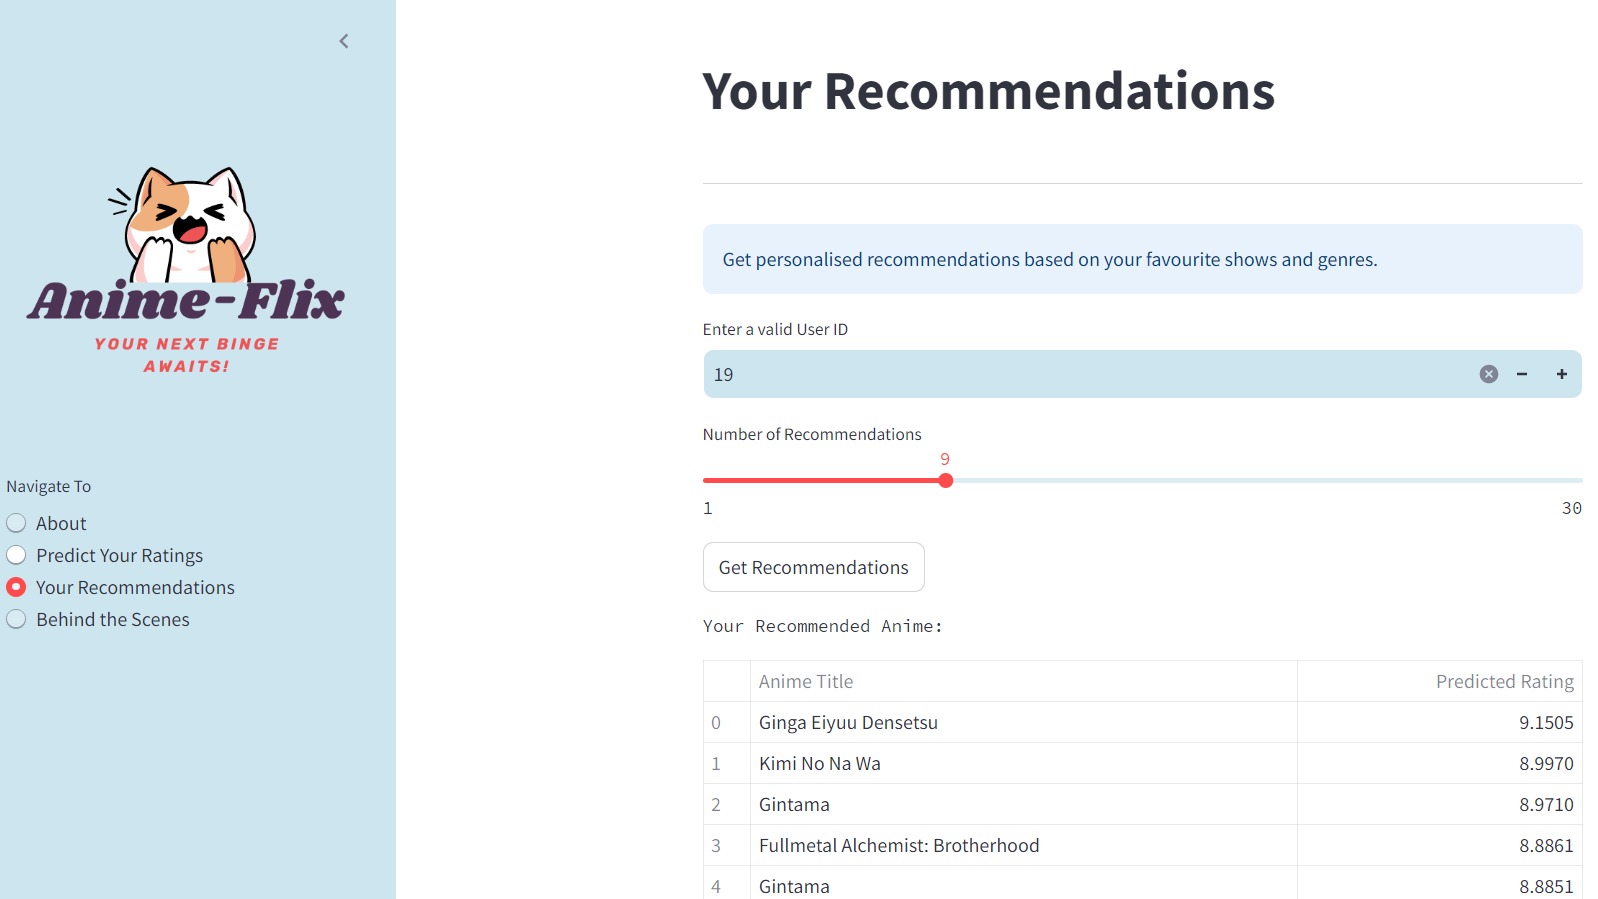 Anime-Flix
YOUR NEXT BINGE
AWAITS!
Navigate To
About
Predict Your Ratings
Your Recommendations
Behind the Scenes
Your Recommendations
Get personalised recommendations based on your favourite shows and genres.
Enter a valid User ID
19
Number of Recommendations
9
1 30
Get Recommendations
Your Recommended Anime:
Anime Title Predicted Rating
0 Ginga Eiyuu Densetsu 9.1505
1 Kimi No Na Wa 8.9970
2 Gintama 8.9710
3 Fullmetal Alchemist: Brotherhood 8.8861
4 Gintama 8.8851